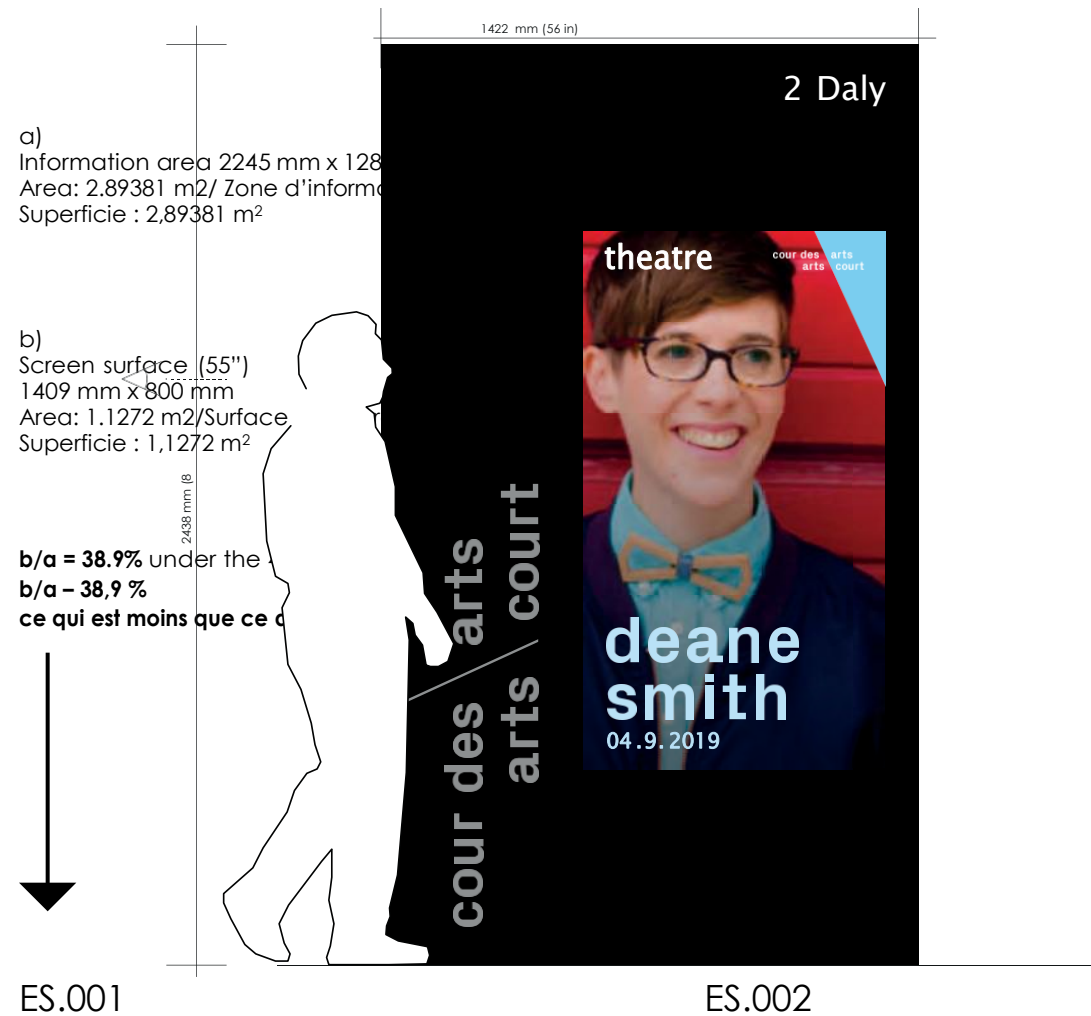 1422 mm (56 in)
2 Daly
a)
Information area 2245 mm x 128
Area: 2.89381 m2/ Zone d’informa
Superficie : 2,89381 m²
b)
Screen surface (55”)
1409 mm x 800 mm
Area: 1.1272 m2/Surface
Superficie : 1,1272 m²
2438 mm (8
b/a = 38.9% under the
b/a – 38,9 %
ce qui est moins que ce
cour des arts
arts court
theatre
cour des arts
arts court
deane
smith
04.9.2019
ES.001
ES.002